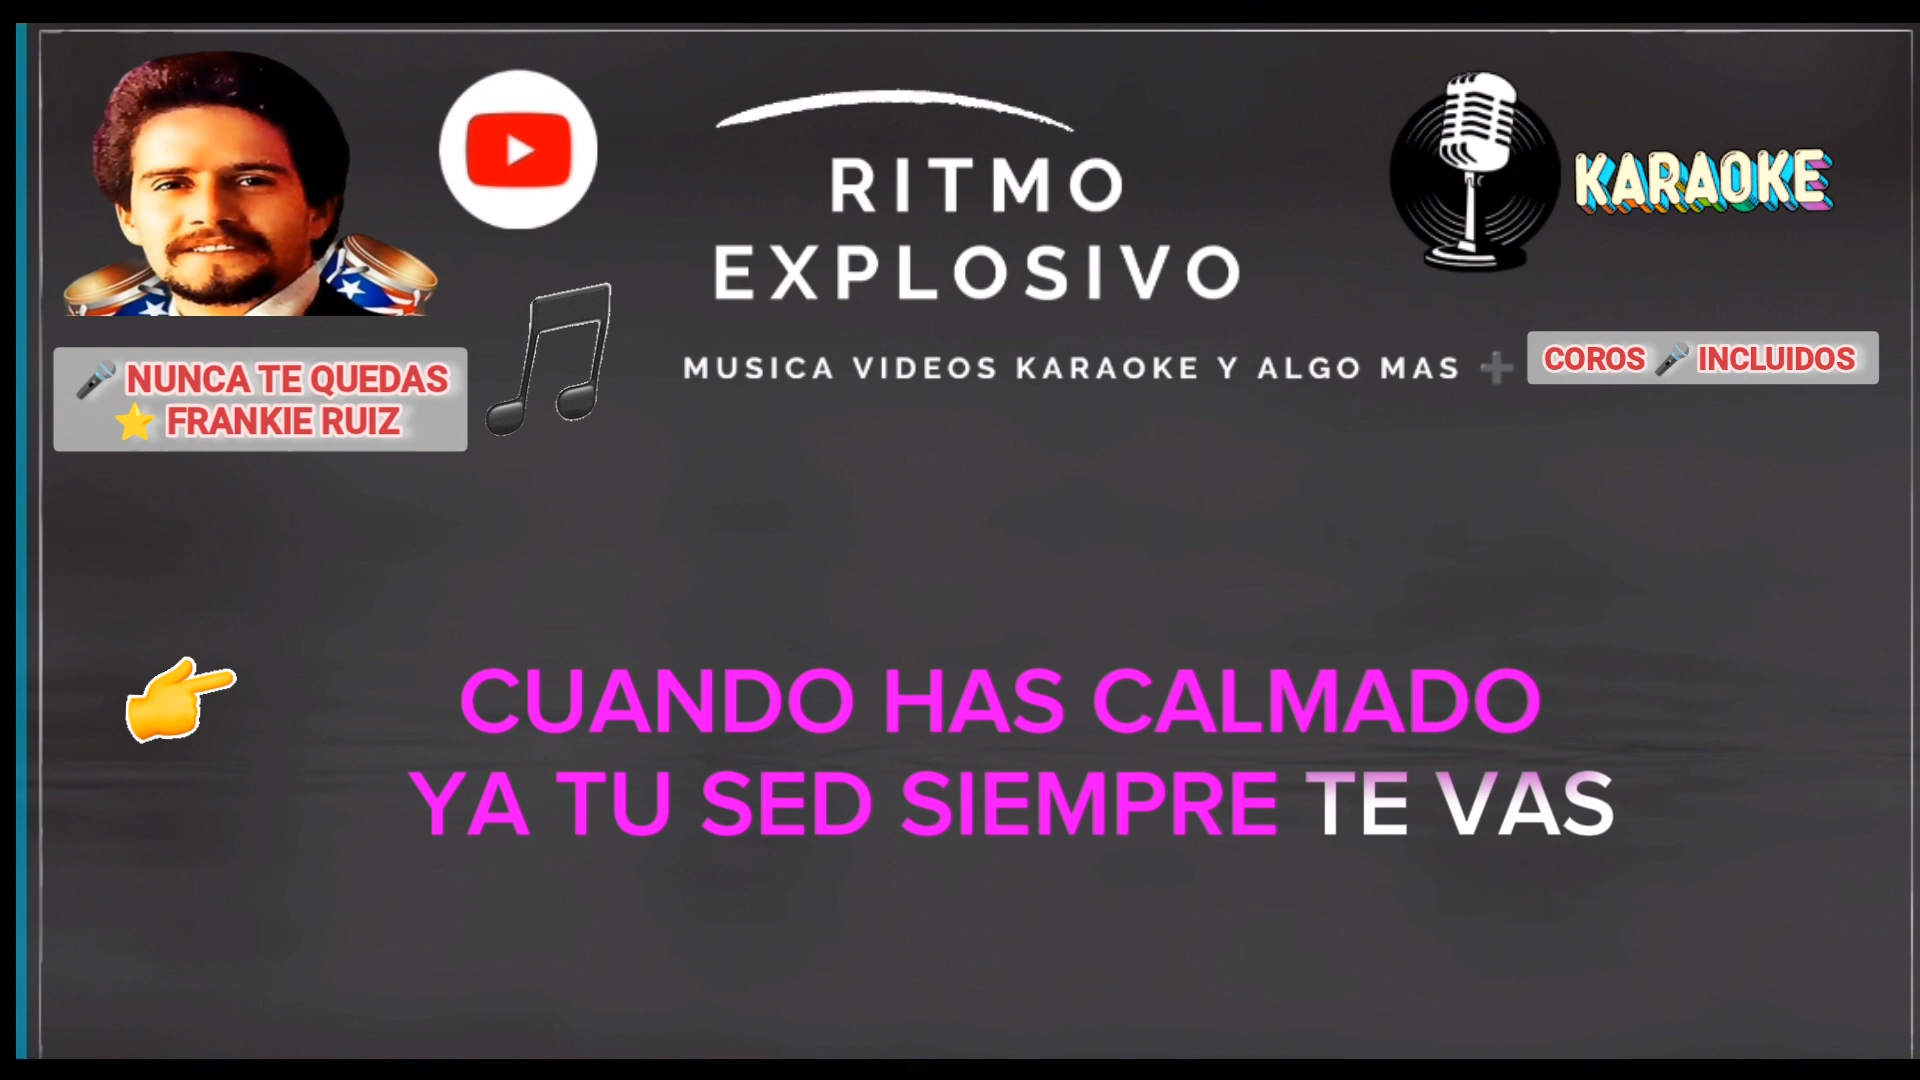 RITMO
EXPLOSIVO
MUSICA VIDEOS KARAOKE Y ALGO MAS ➕
KARAOKE
COROS 🎤 INCLUIDOS
🎤 NUNCA TE QUEDAS
⭐ FRANKIE RUIZ
CUANDO HAS CALMADO
YA TU SED SIEMPRE TE VAS